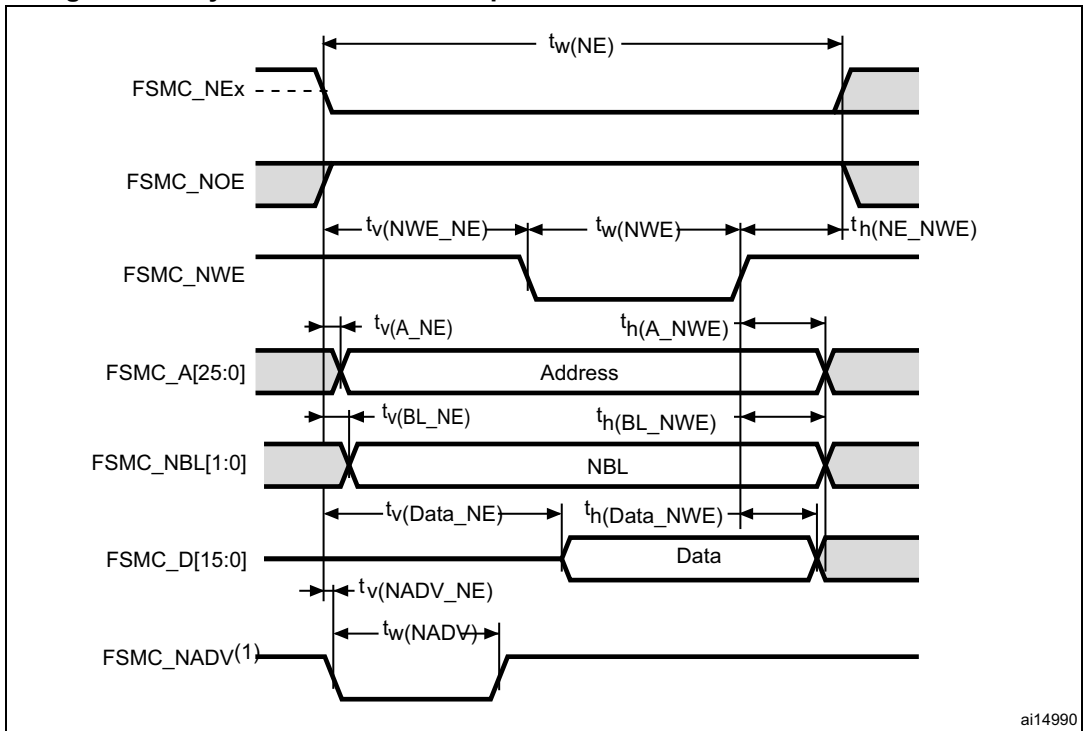 tw(NE)
FSMC_NEx
FSMC_NOE
tv(NWE_NE) tw(NWE) th(NE_NWE)
FSMC_NWE
tv(A_NE) th(A_NWE)
FSMC_A[25:0] Address
tv(BL_NE) th(BL_NWE)
FSMC_NBL[1:0] NBL
tv(Data_NE) th(Data_NWE)
FSMC_D[15:0] Data
tv(NADV_NE)
tw(NADV)
FSMC_NADV(1)
ai14990